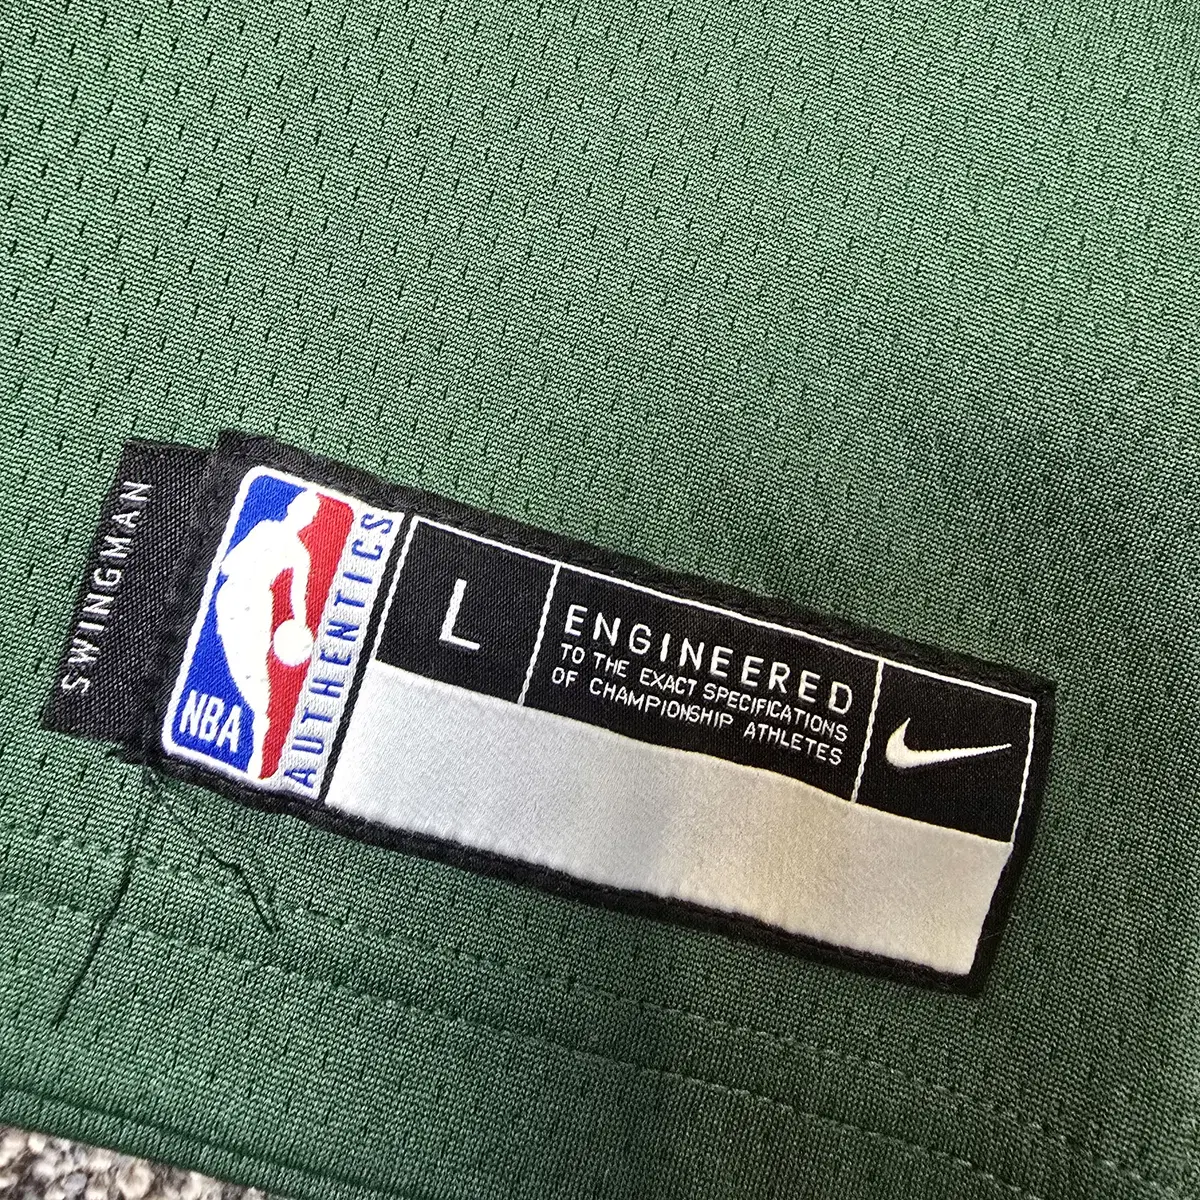 SWINGMAN
NBA
AUTHENTICS
L
ENGINEERED
TO THE EXACT SPECIFICATIONS
OF CHAMPIONSHIP ATHLETES